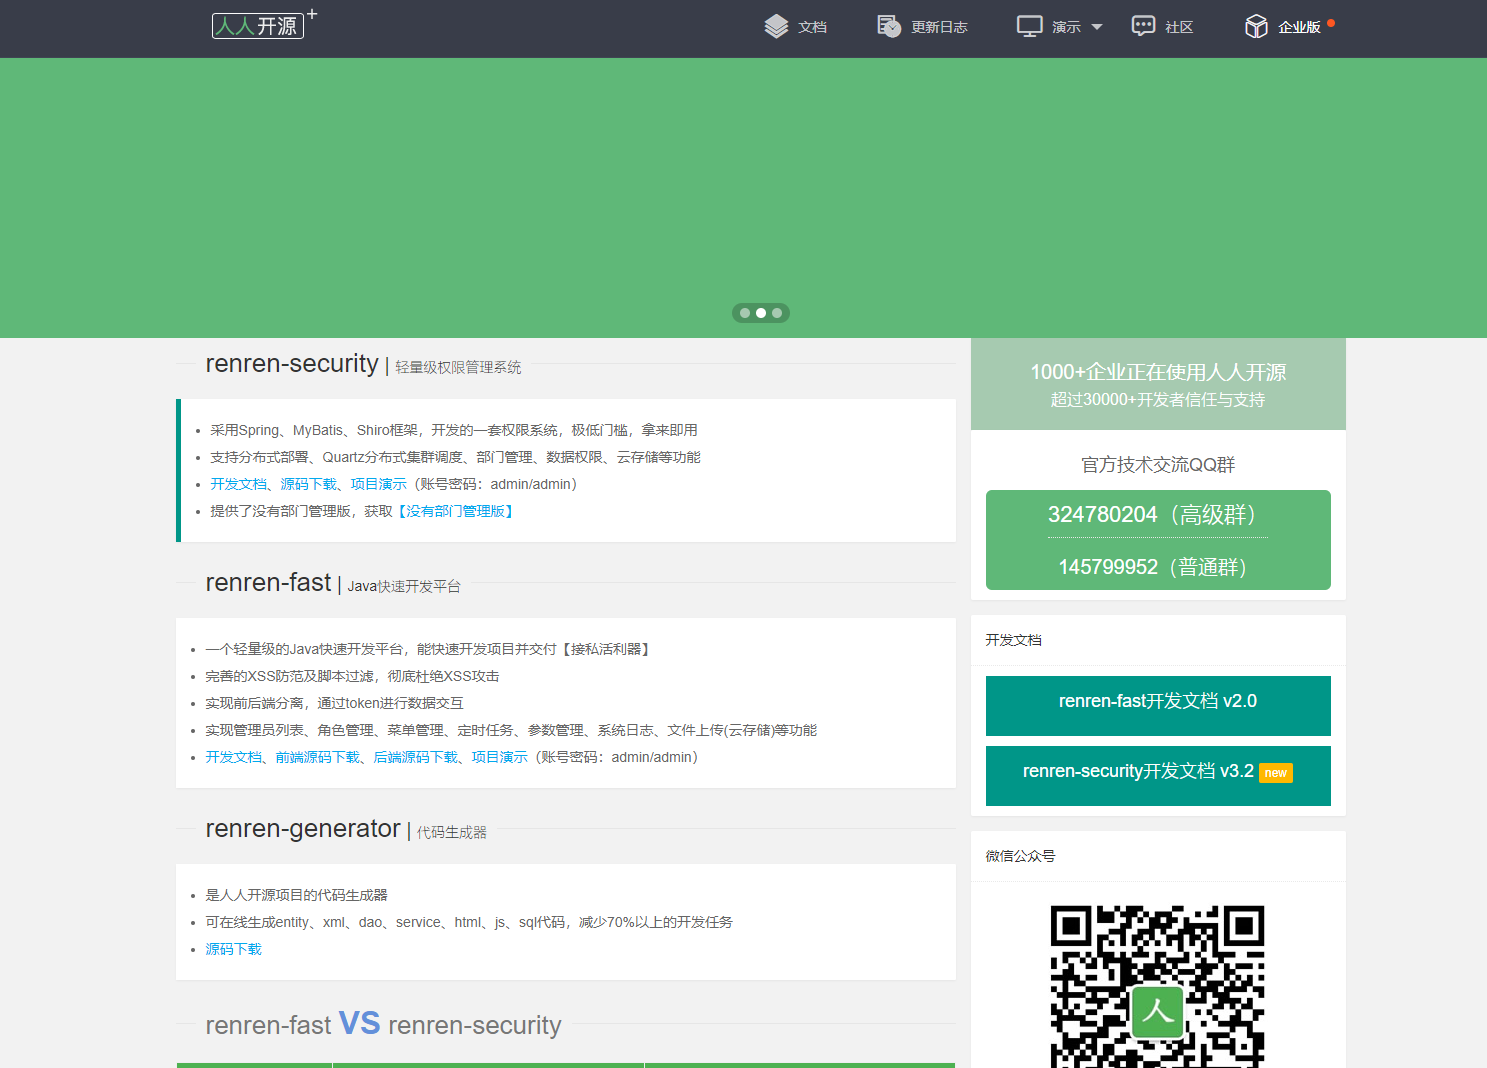 人人开源+
文档
更新日志
演示
社区
企业版
renren-security | 轻量级权限管理系统
采用Spring、MyBatis、Shiro框架，开发的一套权限系统，极低门槛，拿来即用
支持分布式部署、Quartz分布式集群调度、部门管理、数据权限、云存储等功能
开发文档、源码下载、项目演示（账号密码：admin/admin）
提供了没有部门管理版，获取【没有部门管理版】
renren-fast | Java快速开发平台
一个轻量级的Java快速开发平台，能快速开发项目并交付【接私活利器】
完善的XSS防范及脚本过滤，彻底杜绝XSS攻击
实现前后端分离，通过token进行数据交互
实现管理员列表、角色管理、菜单管理、定时任务、参数管理、系统日志、文件上传(云存储)等功能
开发文档、前端源码下载、后端源码下载、项目演示（账号密码：admin/admin）
renren-generator | 代码生成器
是人人开源项目的代码生成器
可在线生成entity、xml、dao、service、html、js、sql代码，减少70%以上的开发任务
源码下载
renren-fast VS renren-security
1000+企业正在使用人人开源
超过30000+开发者信任与支持
官方技术交流QQ群
324780204（高级群）
145799952（普通群）
开发文档
renren-fast开发文档 v2.0
renren-security开发文档 v3.2 new
微信公众号
人